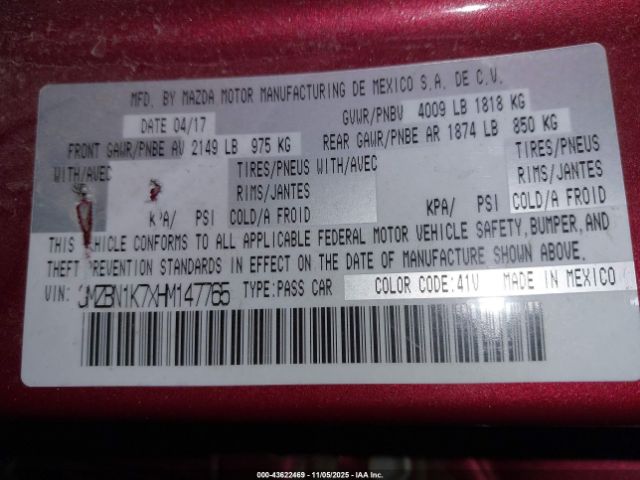 MFD. BY MAZDA MOTOR MANUFACTURING DE MEXICO S.A. DE C.V.
DATE 04/17 GVWR/PNBV 4009 LB 1818 KG
FRONT GAWR/PNBE AV 2149 LB 975 KG REAR GAWR/PNBE AR 1874 LB 850 KG
WITH/AVEC TIRES/PNEUS WITH/AVEC TIRES/PNEUS
RIMS/JANTES RIMS/JANTES
KPA/ PSI COLD/A FROID KPA/ PSI COLD/A FROID
THIS VEHICLE CONFORMS TO ALL APPLICABLE FEDERAL MOTOR VEHICLE SAFETY, BUMPER, AND
THEFT PREVENTION STANDARDS IN EFFECT ON THE DATE OF MANUFACTURE SHOWN ABOVE.
VIN: 3MZBN1K7XHM147765 TYPE:PASS CAR COLOR CODE:41V MADE IN MEXICO
000-43622469 - 11/05/2025 - IAA Inc.